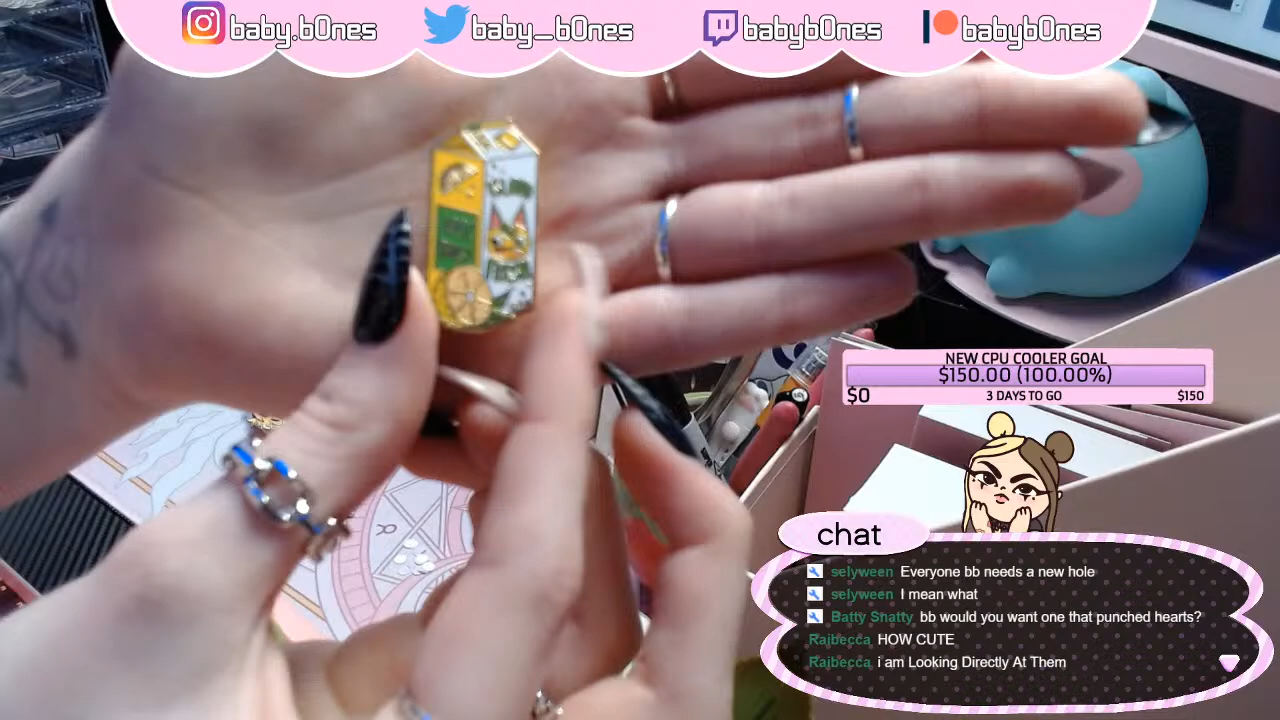 baby.b0nes
baby_b0nes
babyb0nes
babyb0nes
NEW CPU COOLER GOAL
$150.00 (100.00%)
$0
3 DAYS TO GO
$150
chat
selyween Everyone bb needs a new hole
selyween I mean what
Batty Shatty bb would you want one that punched hearts?
Rajbecca HOW CUTE
Rajbecca i am Looking Directly At Them